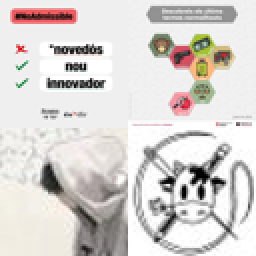 #NoAdmissible
*novedós
nou
innovador
Descobreix els últims
termes normalitzats